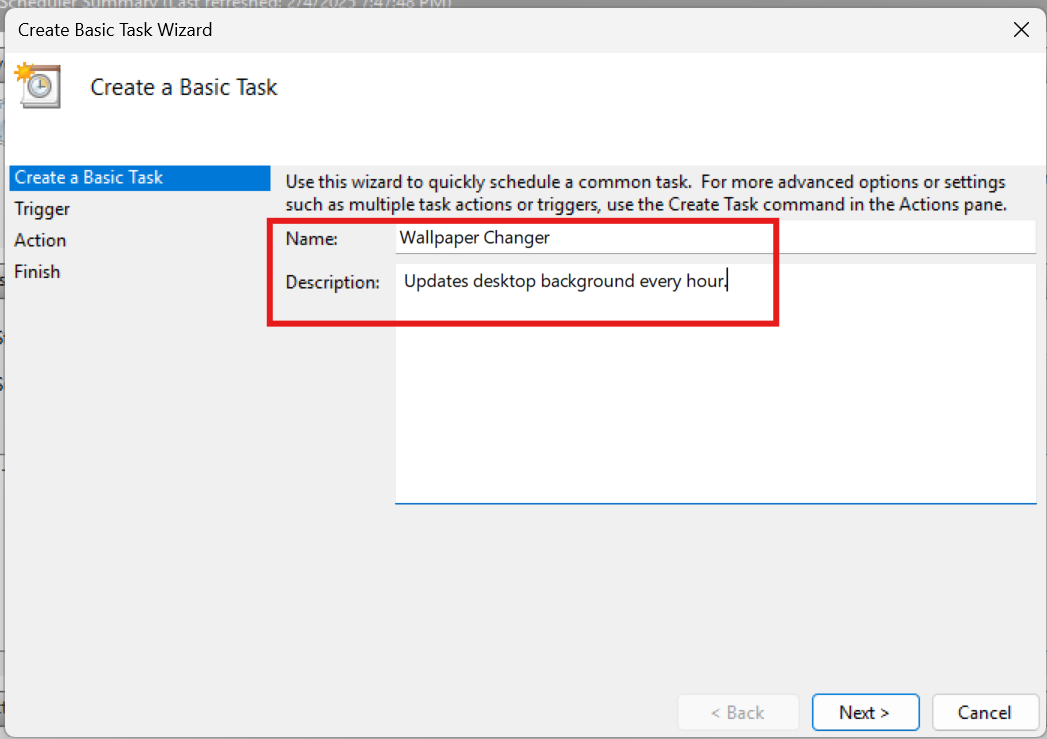 Scheduler Summary (Last refreshed: 2/4/2025 7:47:48 PM)
Create Basic Task Wizard
Create a Basic Task
Create a Basic Task
Trigger
Action
Finish
Use this wizard to quickly schedule a common task.  For more advanced options or settings
such as multiple task actions or triggers, use the Create Task command in the Actions pane.
Name:
Wallpaper Changer
Description:
Updates desktop background every hour.
< Back
Next >
Cancel